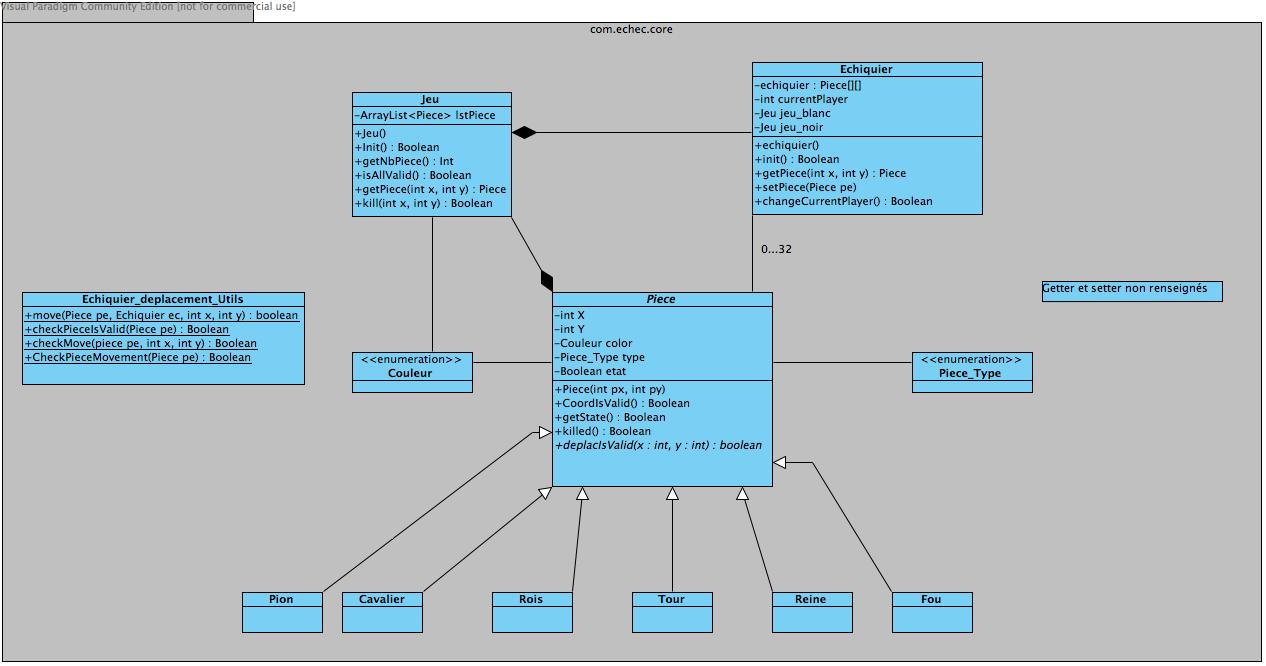 Visual Paradigm Community Edition [not for commercial use]
com.echec.core
Echiquier
-echiquier : Piece[][]
-int currentPlayer
-Jeu jeu_blanc
-Jeu jeu_noir
+echiquier()
+init() : Boolean
+getPiece(int x, int y) : Piece
+setPiece(Piece pe)
+changeCurrentPlayer() : Boolean
Jeu
-ArrayList<Piece> lstPiece
+Jeu()
+Init() : Boolean
+getNbPiece() : Int
+isAllValid() : Boolean
+getPiece(int x, int y) : Piece
+kill(int x, int y) : Boolean
0...32
Echiquier_deplacement_Utils
+move(Piece pe, Echiquier ec, int x, int y) : boolean
+checkPieceIsValid(Piece pe) : Boolean
+checkMove(piece pe, int x, int y) : Boolean
+CheckPieceMovement(Piece pe) : Boolean
Getter et setter non renseignés
Piece
-int X
-int Y
-Couleur color
-Piece_Type type
-Boolean etat
+Piece(int px, int py)
+CoordIsValid() : Boolean
+getState() : Boolean
+killed() : Boolean
+deplacIsValid(x : int, y : int) : boolean
<<enumeration>>
Couleur
<<enumeration>>
Piece_Type
Pion
Cavalier
Rois
Tour
Reine
Fou